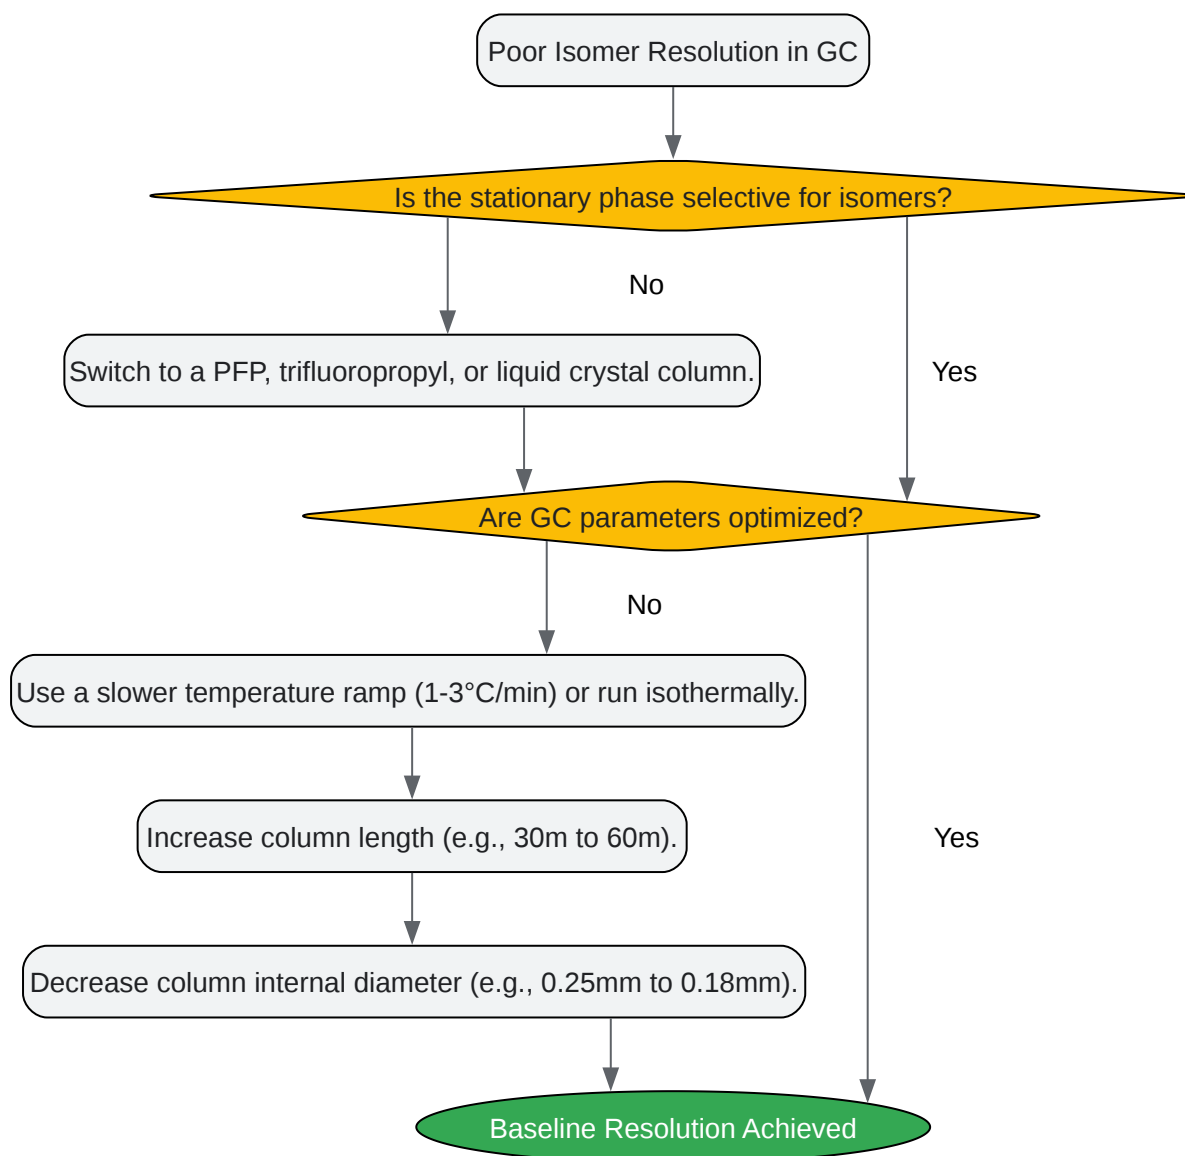 Poor Isomer Resolution in GC
Is the stationary phase selective for isomers?
No
Switch to a PFP, trifluoropropyl, or liquid crystal column.
Yes
Are GC parameters optimized?
No
Use a slower temperature ramp (1-3°C/min) or run isothermally.
Increase column length (e.g., 30m to 60m).
Yes
Decrease column internal diameter (e.g., 0.25mm to 0.18mm).
Baseline Resolution Achieved